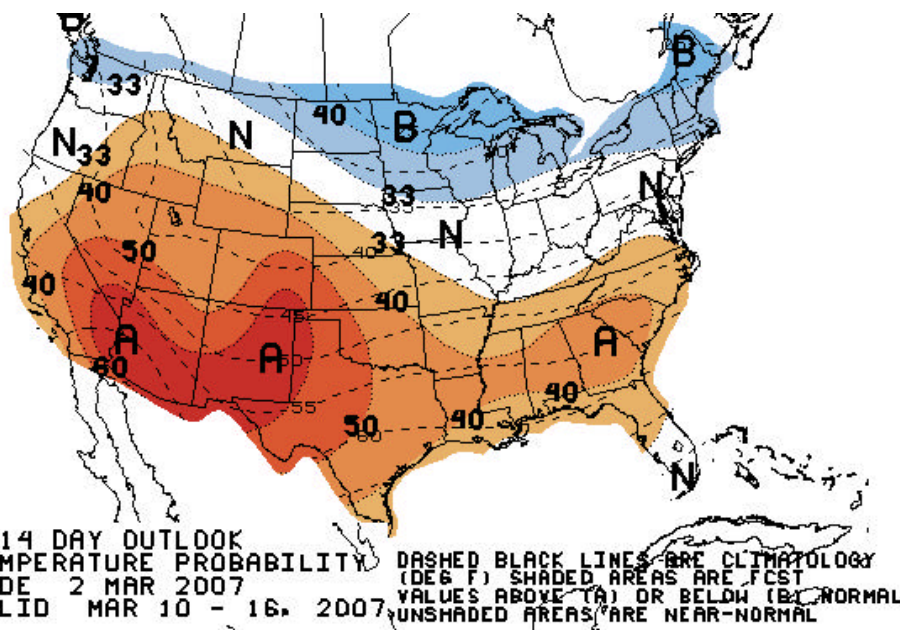 B
B
33
40
B
N
N
33
N
40
33
N
33
50
40
40
40
45
A
A
A
50
60
40
55
50
40
60
N
14 DAY OUTLOOK
MPERATURE PROBABILITY
DE 2 MAR 2007
LID MAR 10 - 16, 2007
DASHED BLACK LINES ARE CLIMATOLOGY
(DEG F) SHADED AREAS ARE FCST
VALUES ABOVE (A) OR BELOW (B) NORMAL
UNSHADED AREAS ARE NEAR-NORMAL